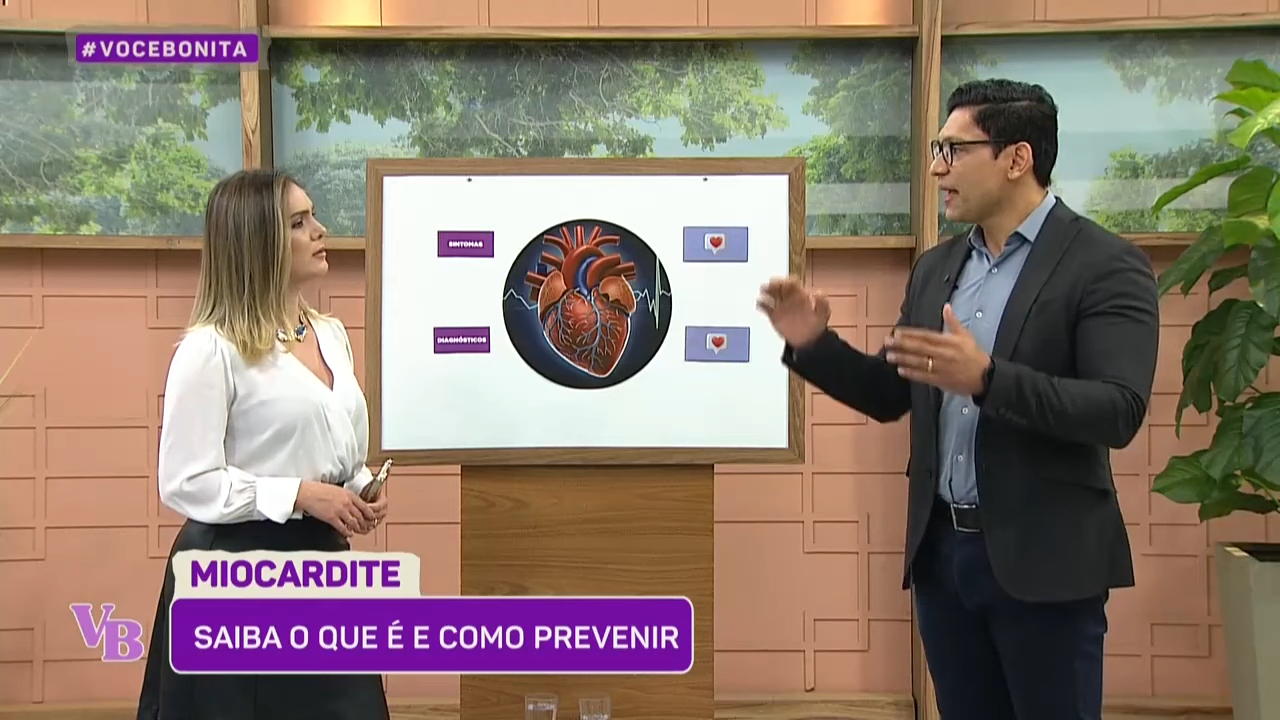 #VOCEBONITA
SINTOMAS
DIAGNÓSTICOS
MIOCARDITE
VB
SAIBA O QUE É E COMO PREVENIR